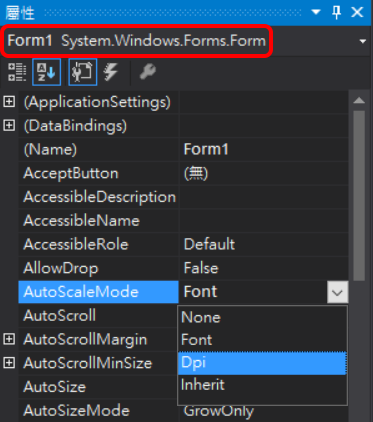 屬性
Form1 System.Windows.Forms.Form
(ApplicationSettings)
(DataBindings)
(Name) Form1
AcceptButton (無)
AccessibleDescription
AccessibleName
AccessibleRole Default
AllowDrop False
AutoScaleMode Font
AutoScroll None
AutoScrollMargin Font
AutoScrollMinSize Dpi
AutoSize Inherit
AutoSizeMode GrowOnly